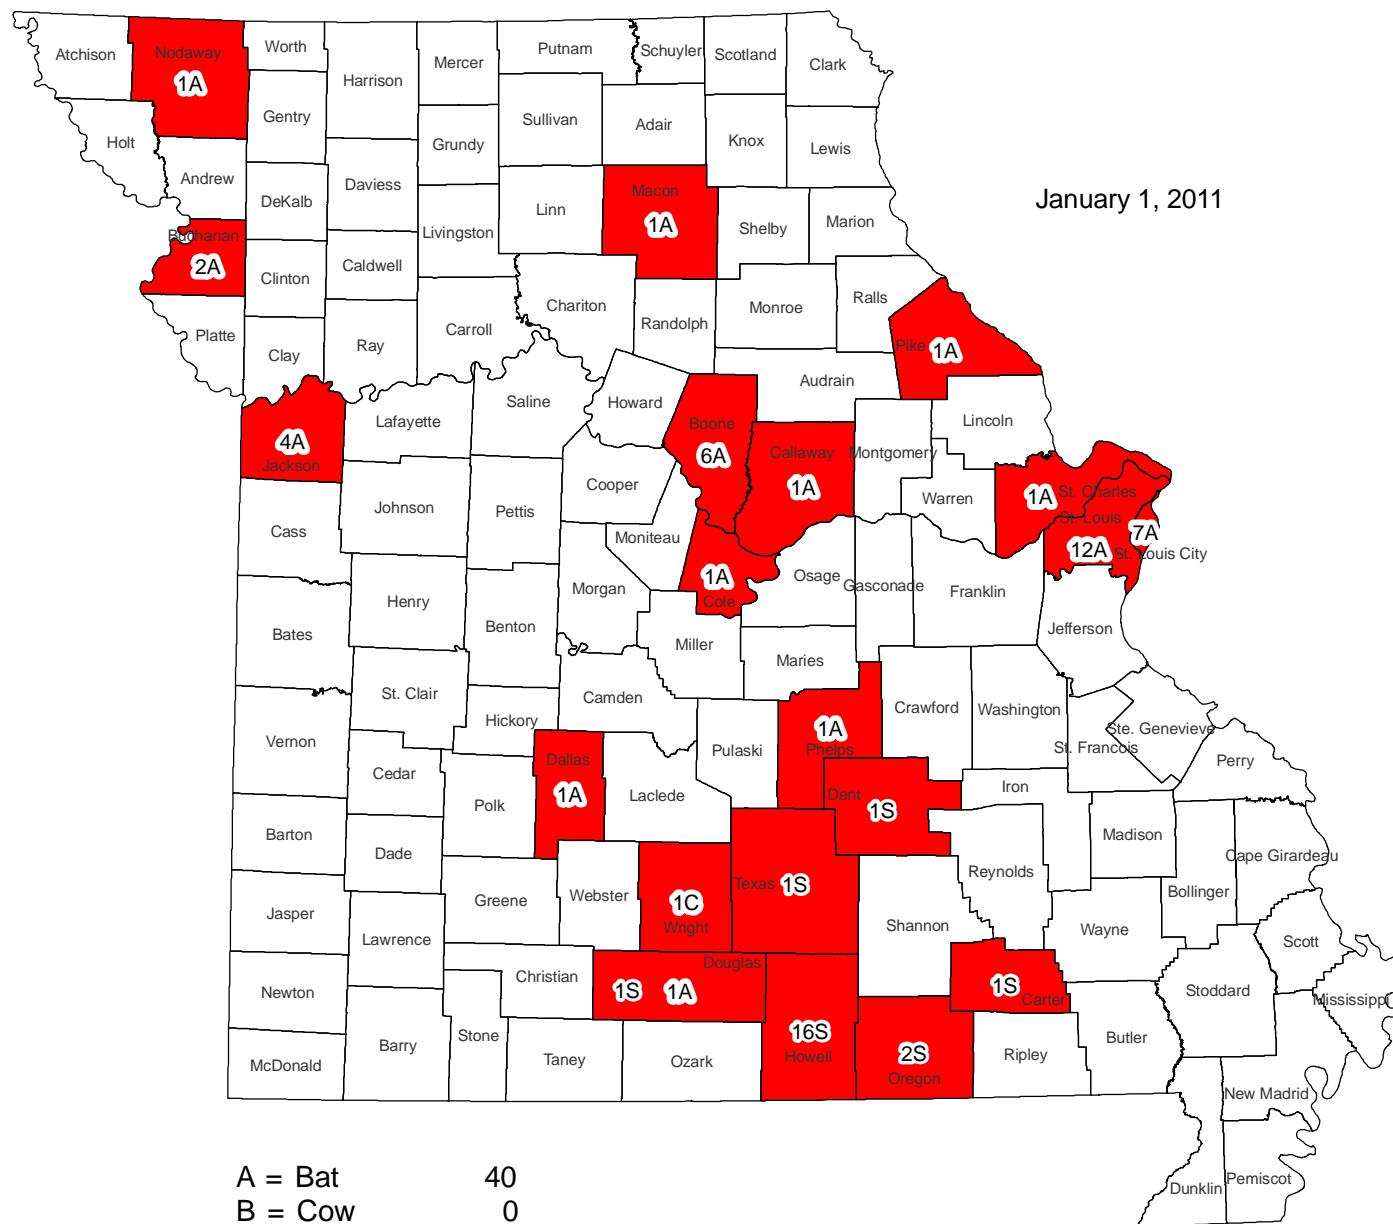 Atchison
Nodaway
1A
Worth
Harrison
Mercer
Putnam
Schuyler
Scotland
Clark
Gentry
Sullivan
Adair
Knox
Lewis
Holt
Grundy
Andrew
DeKalb
Daviess
Linn
Macon
1A
Shelby
Marion
January 1, 2011
Livingston
Buchanan
2A
Clinton
Caldwell
Chariton
Randolph
Monroe
Ralls
Platte
Clay
Ray
Carroll
Pike
1A
Audrain
Saline
Howard
Lafayette
Boone
6A
Lincoln
4A
Jackson
Callaway
1A
Montgomery
Cooper
Warren
1A
St. Charles
Johnson
Pettis
St. Louis
12A
7A
St. Louis City
Cass
Moniteau
1A
Cole
Osage
Gasconade
Franklin
Morgan
Henry
Benton
Jefferson
Bates
Miller
Maries
St. Clair
Camden
Hickory
Crawford
Washington
Ste. Genevieve
St. Francois
Vernon
1A
Phelps
Pulaski
Perry
Cedar
Dallas
1A
Polk
Laclede
Dent
1S
Iron
Barton
Madison
Dade
Cape Girardeau
Reynolds
Texas
1S
Bollinger
Jasper
Greene
Webster
1C
Wright
Shannon
Wayne
Lawrence
Scott
Douglas
1S
1A
Christian
Newton
1S
Carter
Stoddard
Mississippi
16S
Howell
2S
Oregon
Barry
Stone
Taney
Ozark
Ripley
Butler
McDonald
New Madrid
Dunklin
Pemiscot
A = Bat 40
B = Cow 0